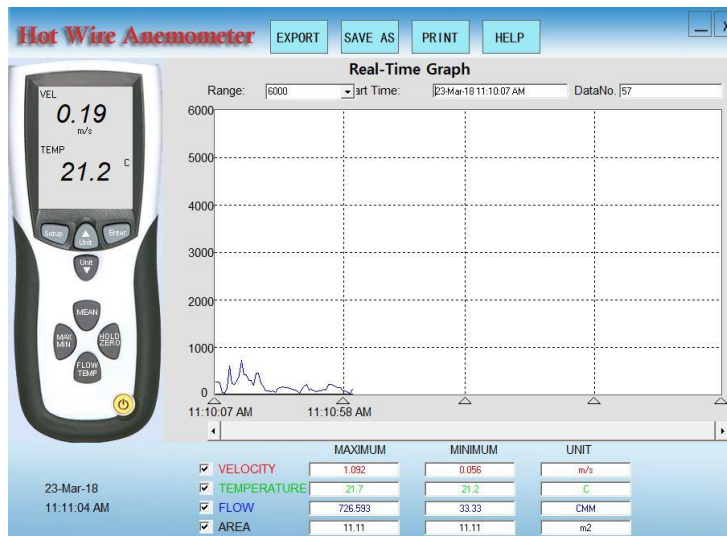 Hot Wire Anemometer EXPORT SAVE AS PRINT HELP
Real-Time Graph
Range: 6000 art Time: 23-Mar-18 11:10:07 AM DataNo. 57
VEL
0.19
m/s
TEMP
21.2 C
Setup Unit Enter
Unit
MEAN
MAX MIN HOLD ZERO
FLOW TEMP
6000
5000
4000
3000
2000
1000
0
11:10:07 AM 11:10:58 AM
MAXIMUM MINIMUM UNIT
VELOCITY 1.092 0.056 m/s
TEMPERATURE 21.7 21.2 C
FLOW 726.593 33.33 CMM
AREA 11.11 11.11 m2
23-Mar-18
11:11:04 AM